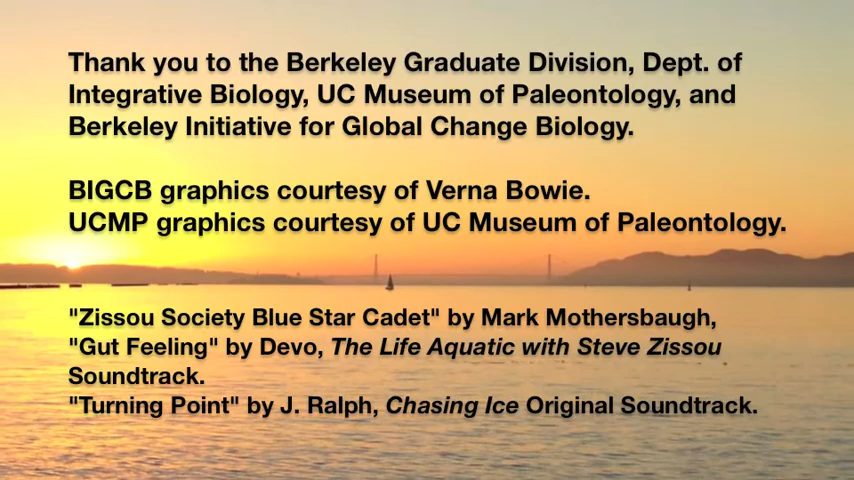 Thank you to the Berkeley Graduate Division, Dept. of
Integrative Biology, UC Museum of Paleontology, and
Berkeley Initiative for Global Change Biology.
BIGCB graphics courtesy of Verna Bowie.
UCMP graphics courtesy of UC Museum of Paleontology.
"Zissou Society Blue Star Cadet" by Mark Mothersbaugh,
"Gut Feeling" by Devo, The Life Aquatic with Steve Zissou
Soundtrack.
"Turning Point" by J. Ralph, Chasing Ice Original Soundtrack.